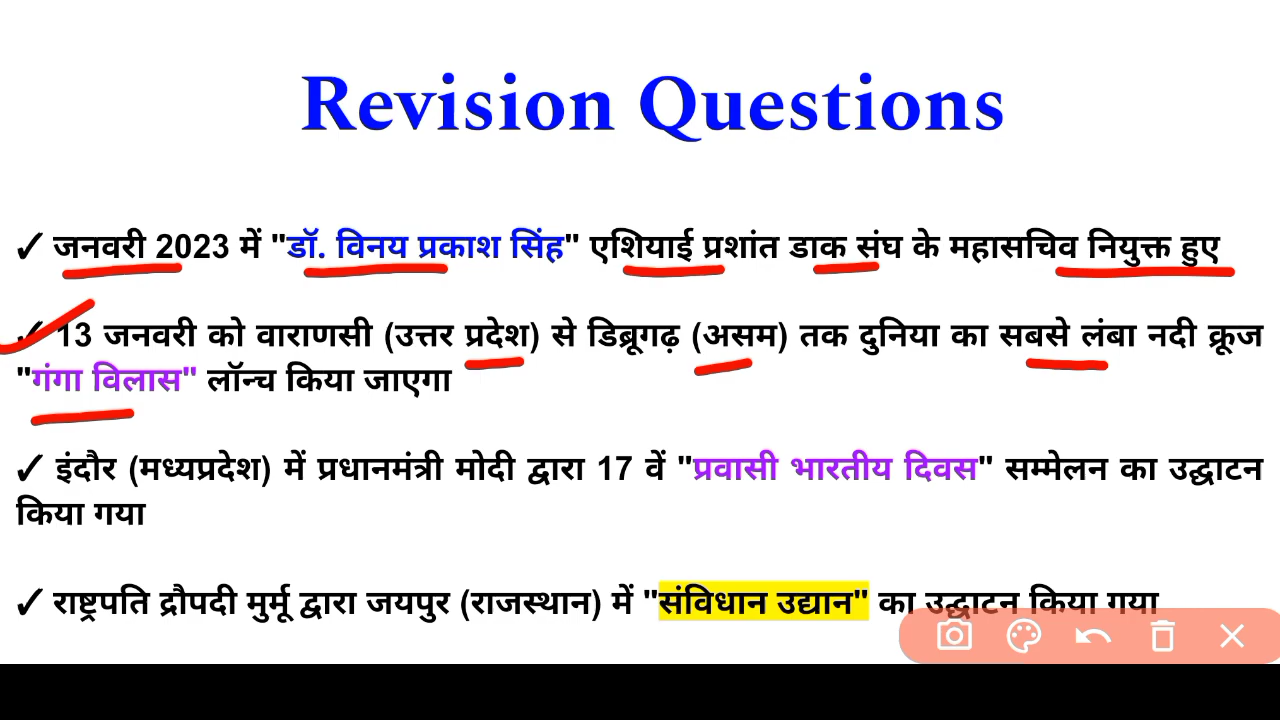 Revision Questions
✓ जनवरी 2023 में "डॉ. विनय प्रकाश सिंह" एशियाई प्रशांत डाक संघ के महासचिव नियुक्त हुए
✓ 13 जनवरी को वाराणसी (उत्तर प्रदेश) से डिब्रूगढ़ (असम) तक दुनिया का सबसे लंबा नदी क्रूज
"गंगा विलास" लॉन्च किया जाएगा
✓ इंदौर (मध्यप्रदेश) में प्रधानमंत्री मोदी द्वारा 17 वें "प्रवासी भारतीय दिवस" सम्मेलन का उद्घाटन
किया गया
✓ राष्ट्रपति द्रौपदी मुर्मू द्वारा जयपुर (राजस्थान) में "संविधान उद्यान" का उद्घाटन किया गया